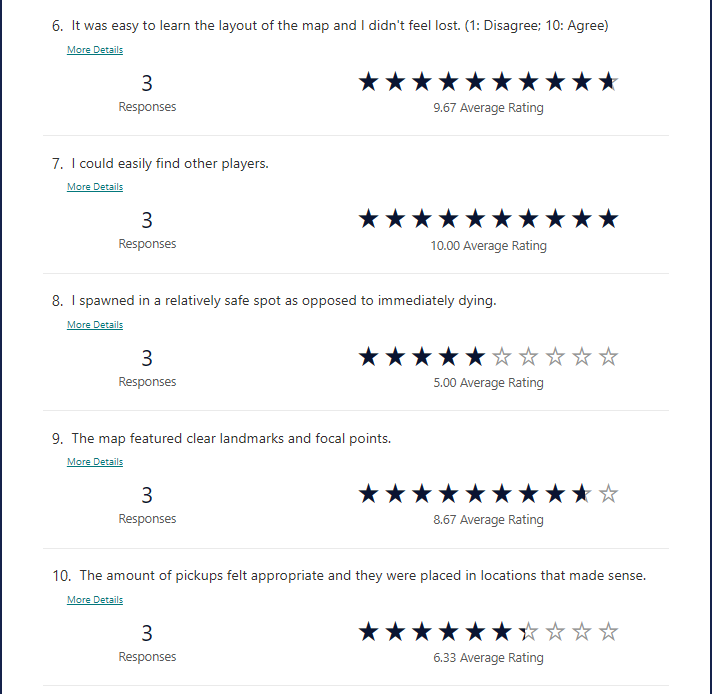 6. It was easy to learn the layout of the map and I didn't feel lost. (1: Disagree; 10: Agree)
More Details
3
Responses
9.67 Average Rating
7. I could easily find other players.
More Details
3
Responses
10.00 Average Rating
8. I spawned in a relatively safe spot as opposed to immediately dying.
More Details
3
Responses
5.00 Average Rating
9. The map featured clear landmarks and focal points.
More Details
3
Responses
8.67 Average Rating
10. The amount of pickups felt appropriate and they were placed in locations that made sense.
More Details
3
Responses
6.33 Average Rating